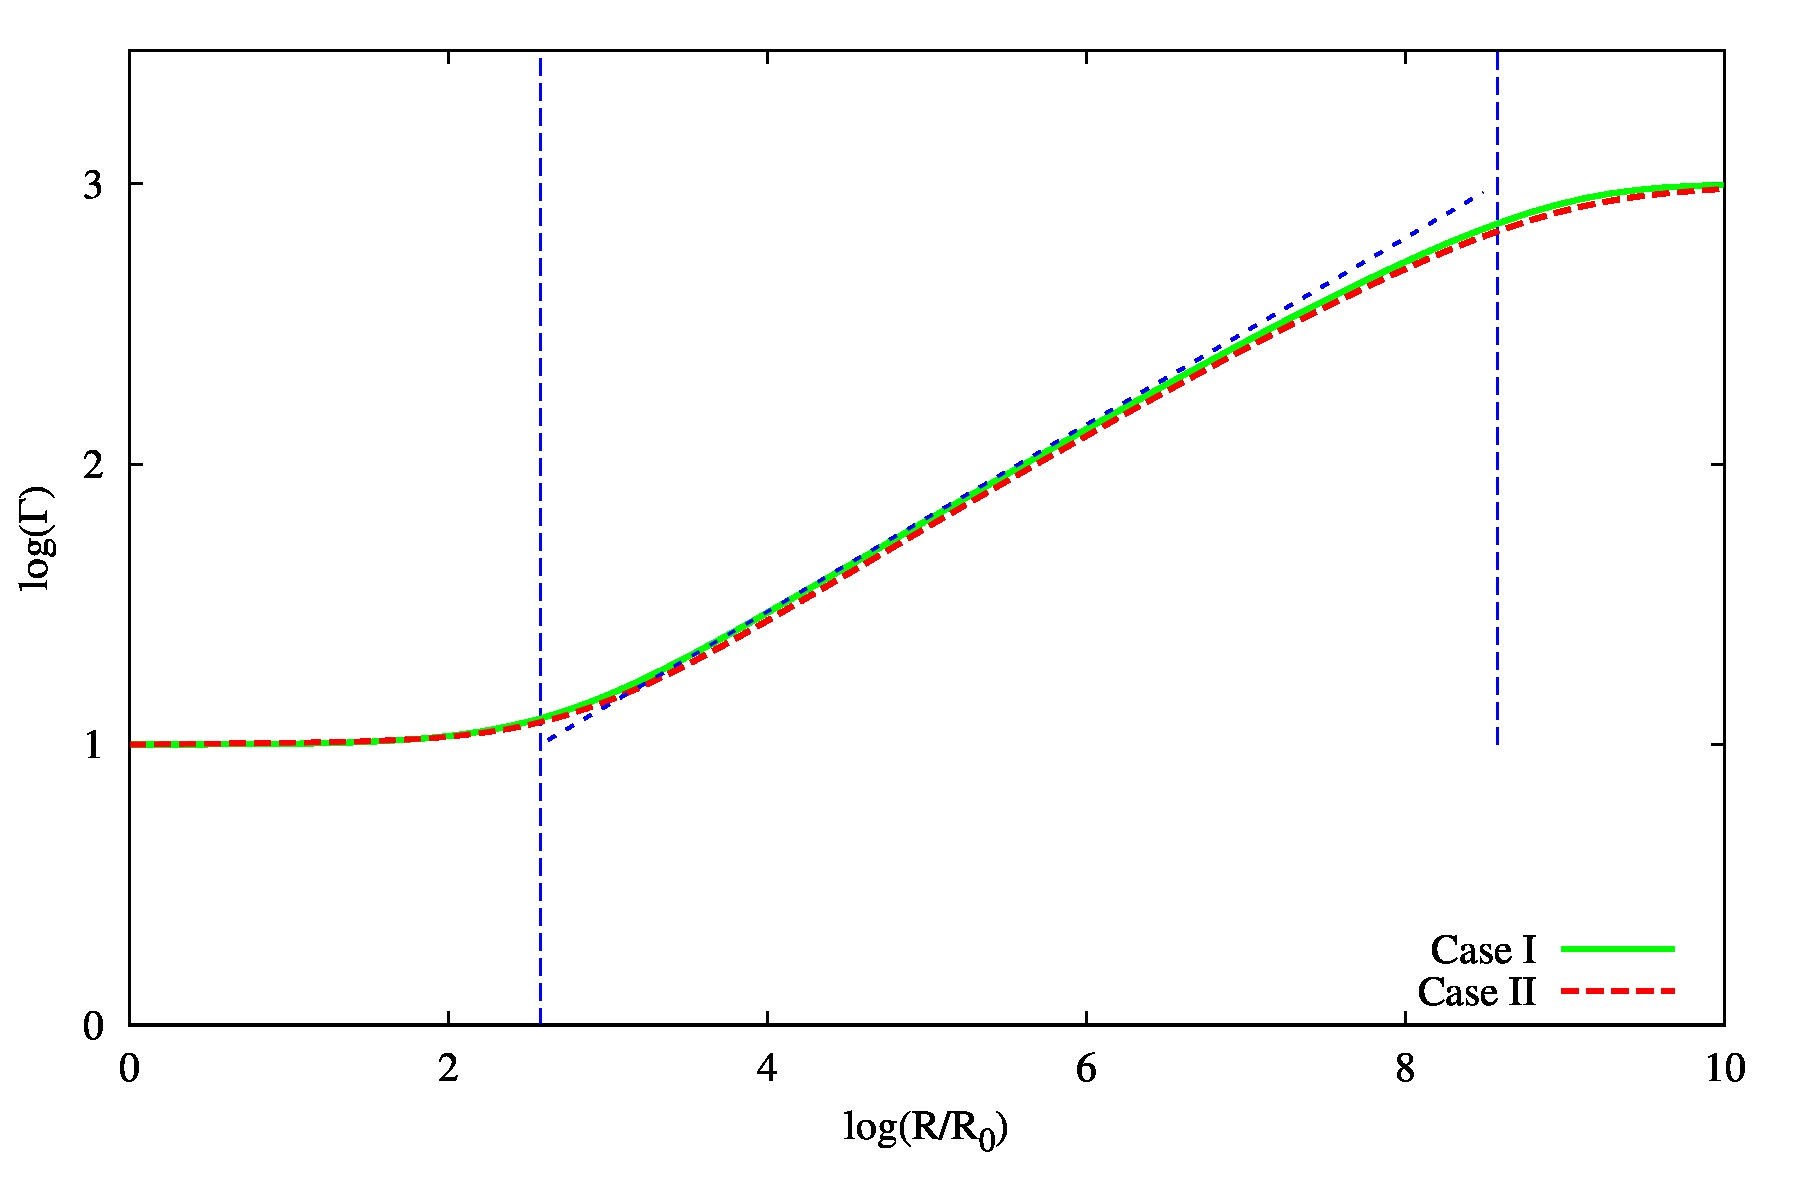 3
2
1
0
log(Γ)
0 2 4 6 8 10
log(R/R₀)
Case I
Case II